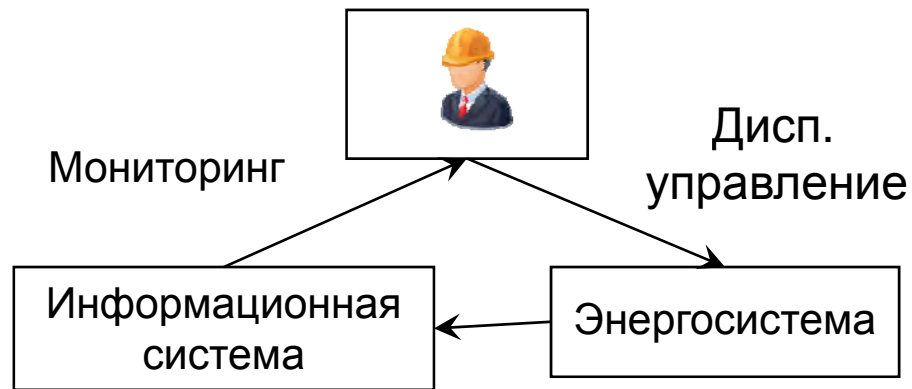 Мониторинг
Дисп.
управление
Информационная
система
Энергосистема